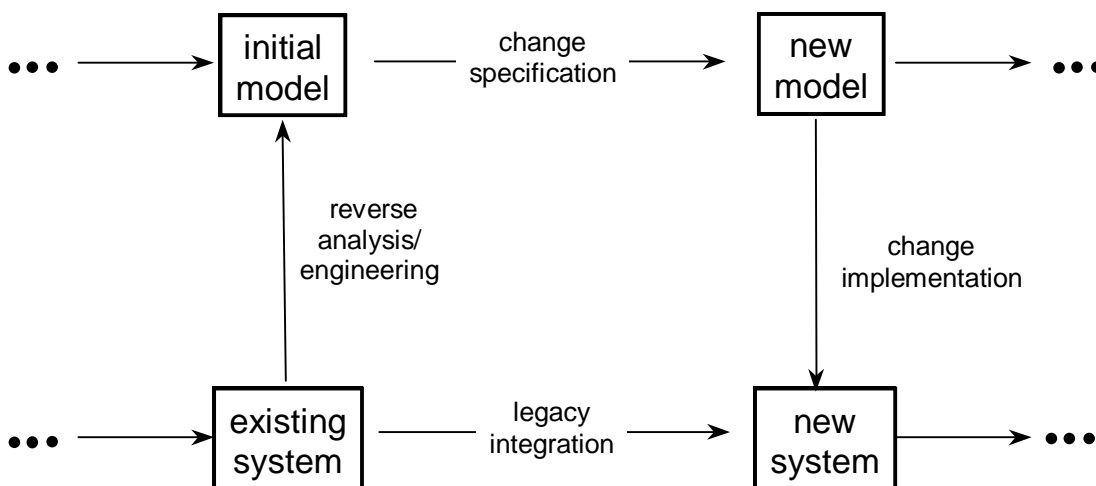 initial
model
change
specification
new
model
reverse
analysis/
engineering
change
implementation
existing
system
legacy
integration
new
system